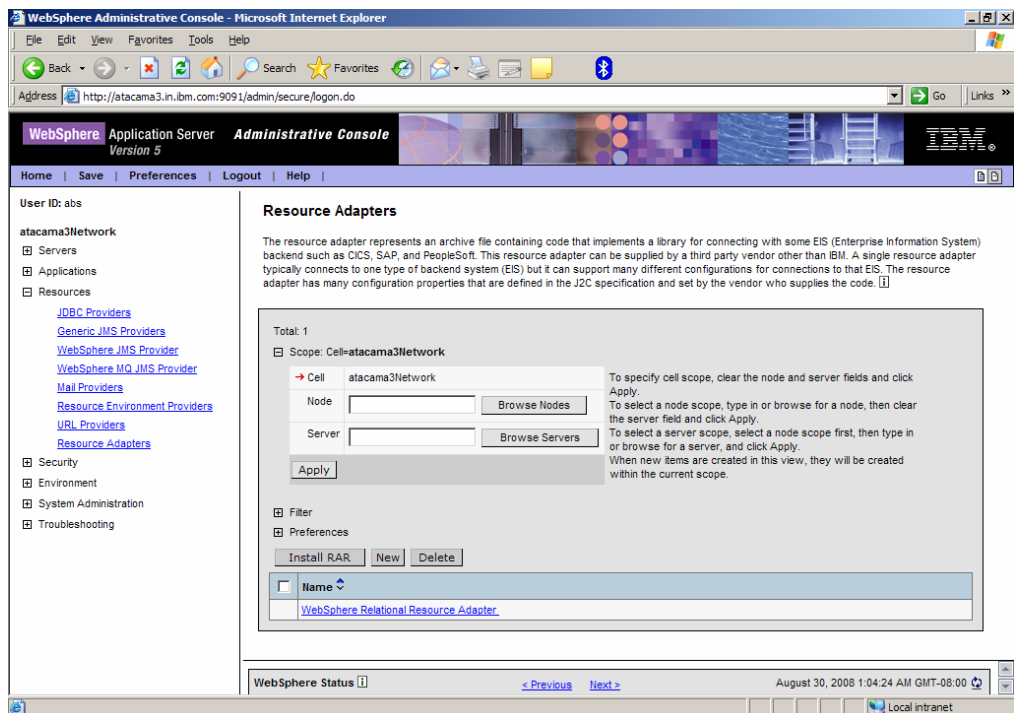 WebSphere Administrative Console - Microsoft Internet Explorer
File Edit View Favorites Tools Help
Back Search Favorites
Address http://atacama3.in.ibm.com:9091/admin/secure/logon.do Go Links »
WebSphere. Application Server Administrative Console
Version 5
IBM.
Home | Save | Preferences | Logout | Help |
User ID: abs
atacama3Network
Servers
Applications
Resources
JDBC Providers
Generic JMS Providers
WebSphere JMS Provider
WebSphere MQ JMS Provider
Mail Providers
Resource Environment Providers
URL Providers
Resource Adapters
Security
Environment
System Administration
Troubleshooting
Resource Adapters
The resource adapter represents an archive file containing code that implements a library for connecting with some EIS (Enterprise Information System)
backend such as CICS, SAP, and PeopleSoft. This resource adapter can be supplied by a third party vendor other than IBM. A single resource adapter
typically connects to one type of backend system (EIS) but it can support many different configurations for connections to that EIS. The resource
adapter has many configuration properties that are defined in the J2C specification and set by the vendor who supplies the code. i
Total: 1
Scope: Cell=atacama3Network
Cell atacama3Network
Node Browse Nodes
Server Browse Servers
Apply
To specify cell scope, clear the node and server fields and click
Apply.
To select a node scope, type in or browse for a node, then clear
the server field and click Apply.
To select a server scope, select a node scope first, then type in
or browse for a server, and click Apply.
When new items are created in this view, they will be created
within the current scope.
Filter
Preferences
Install RAR New Delete
Name
WebSphere Relational Resource Adapter
WebSphere Status i < Previous Next > August 30, 2008 1:04:24 AM GMT-08:00
Local intranet